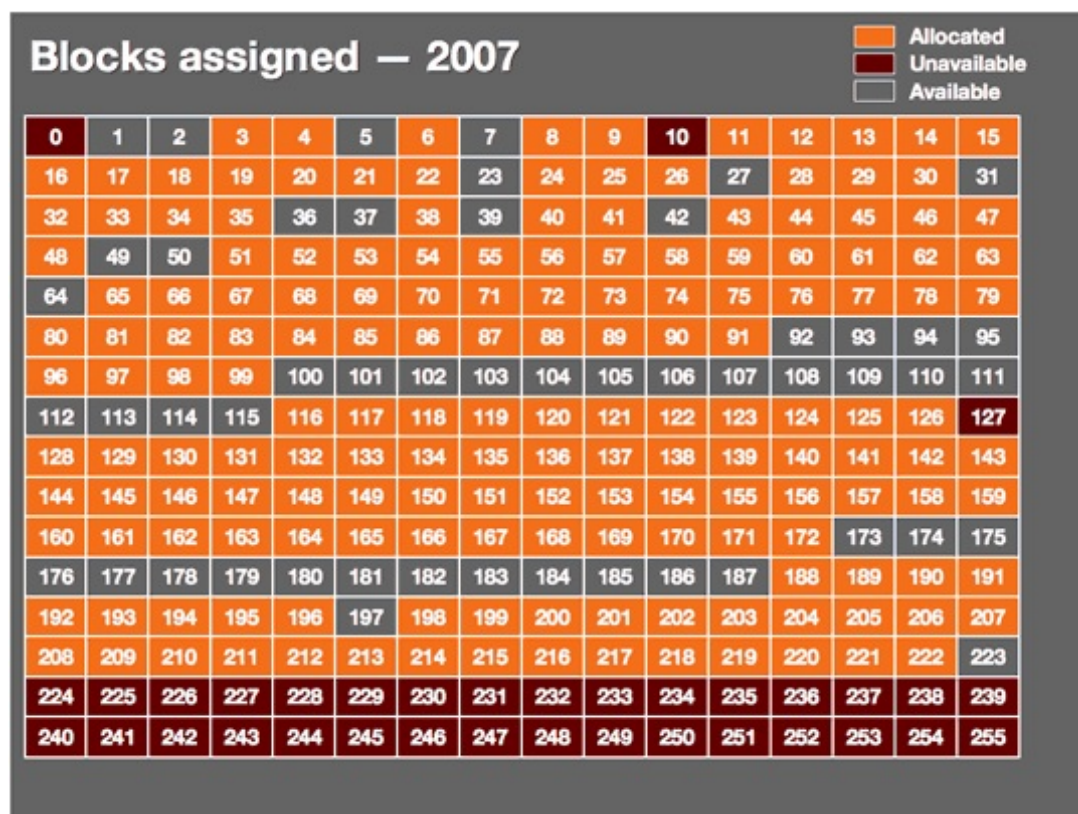 Blocks assigned — 2007
Allocated
Unavailable
Available
0 1 2 3 4 5 6 7 8 9 10 11 12 13 14 15
16 17 18 19 20 21 22 23 24 25 26 27 28 29 30 31
32 33 34 35 36 37 38 39 40 41 42 43 44 45 46 47
48 49 50 51 52 53 54 55 56 57 58 59 60 61 62 63
64 65 66 67 68 69 70 71 72 73 74 75 76 77 78 79
80 81 82 83 84 85 86 87 88 89 90 91 92 93 94 95
96 97 98 99 100 101 102 103 104 105 106 107 108 109 110 111
112 113 114 115 116 117 118 119 120 121 122 123 124 125 126 127
128 129 130 131 132 133 134 135 136 137 138 139 140 141 142 143
144 145 146 147 148 149 150 151 152 153 154 155 156 157 158 159
160 161 162 163 164 165 166 167 168 169 170 171 172 173 174 175
176 177 178 179 180 181 182 183 184 185 186 187 188 189 190 191
192 193 194 195 196 197 198 199 200 201 202 203 204 205 206 207
208 209 210 211 212 213 214 215 216 217 218 219 220 221 222 223
224 225 226 227 228 229 230 231 232 233 234 235 236 237 238 239
240 241 242 243 244 245 246 247 248 249 250 251 252 253 254 255